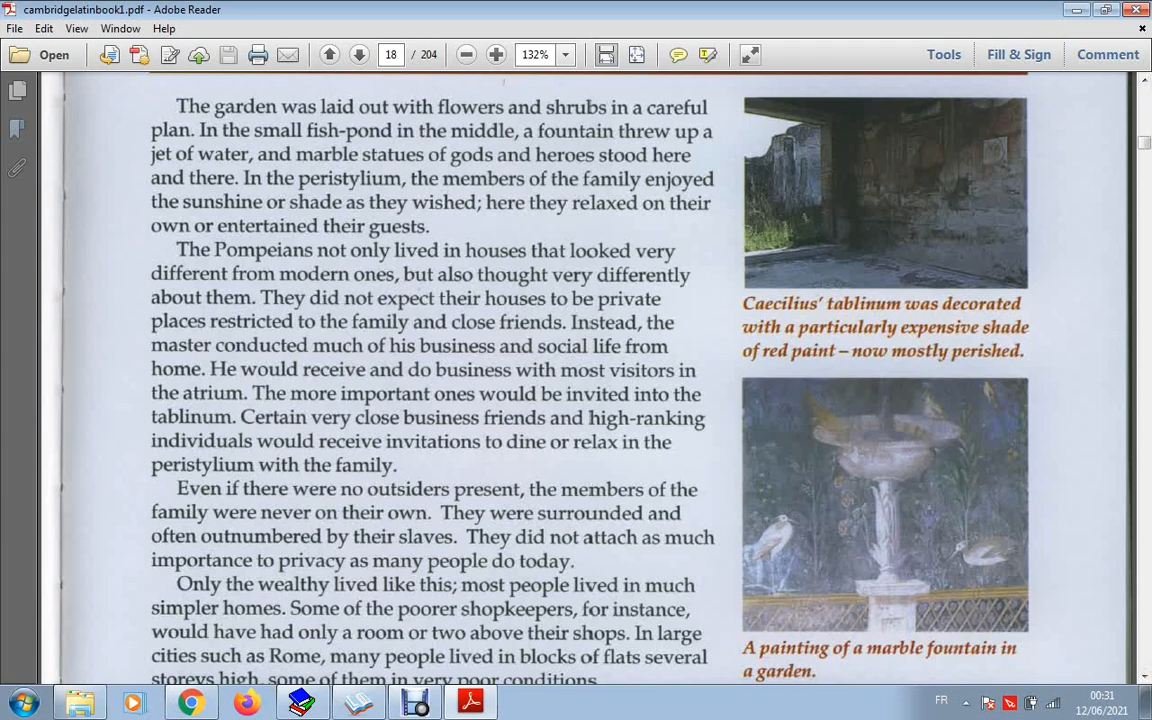 cambridgelatinbook1.pdf - Adobe Reader
File Edit View Window Help
Open 18 / 204 132% Tools Fill & Sign Comment
The garden was laid out with flowers and shrubs in a careful
plan. In the small fish-pond in the middle, a fountain threw up a
jet of water, and marble statues of gods and heroes stood here
and there. In the peristylium, the members of the family enjoyed
the sunshine or shade as they wished; here they relaxed on their
own or entertained their guests.
The Pompeians not only lived in houses that looked very
different from modern ones, but also thought very differently
about them. They did not expect their houses to be private
places restricted to the family and close friends. Instead, the
master conducted much of his business and social life from
home. He would receive and do business with most visitors in
the atrium. The more important ones would be invited into the
tablinum. Certain very close business friends and high-ranking
individuals would receive invitations to dine or relax in the
peristylium with the family.
Even if there were no outsiders present, the members of the
family were never on their own. They were surrounded and
often outnumbered by their slaves. They did not attach as much
importance to privacy as many people do today.
Only the wealthy lived like this; most people lived in much
simpler homes. Some of the poorer shopkeepers, for instance,
would have had only a room or two above their shops. In large
cities such as Rome, many people lived in blocks of flats several
storeys high, some of them in very poor conditions.
Caecilius' tablinum was decorated
with a particularly expensive shade
of red paint – now mostly perished.
A painting of a marble fountain in
a garden.
FR
00:31
12/06/2021